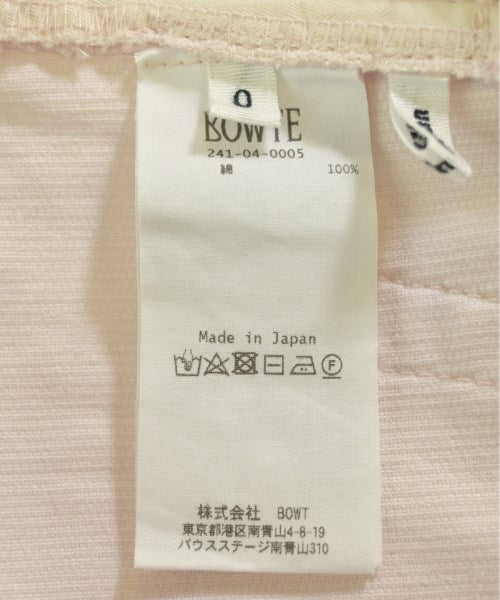 0
BOWTE
241-04-0005
綿 100%
Made in Japan
F
株式会社 BOWT
東京都港区南青山4-8-19
バウスステージ南青山310